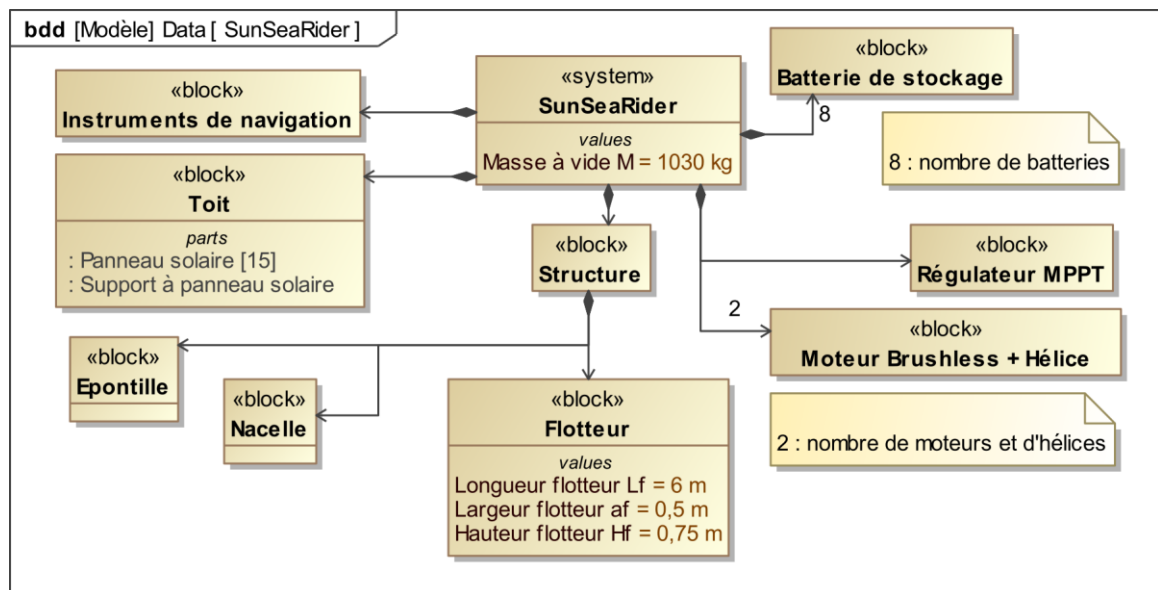 bdd [Modèle] Data [ SunSeaRider ]
«block»
Instruments de navigation
«system»
SunSeaRider
values
Masse à vide M = 1030 kg
«block»
Batterie de stockage
8
8 : nombre de batteries
«block»
Toit
parts
: Panneau solaire [15]
: Support à panneau solaire
«block»
Structure
«block»
Régulateur MPPT
2
«block»
Moteur Brushless + Hélice
«block»
Epontille
«block»
Nacelle
«block»
Flotteur
values
Longueur flotteur Lf = 6 m
Largeur flotteur af = 0,5 m
Hauteur flotteur Hf = 0,75 m
2 : nombre de moteurs et d'hélices